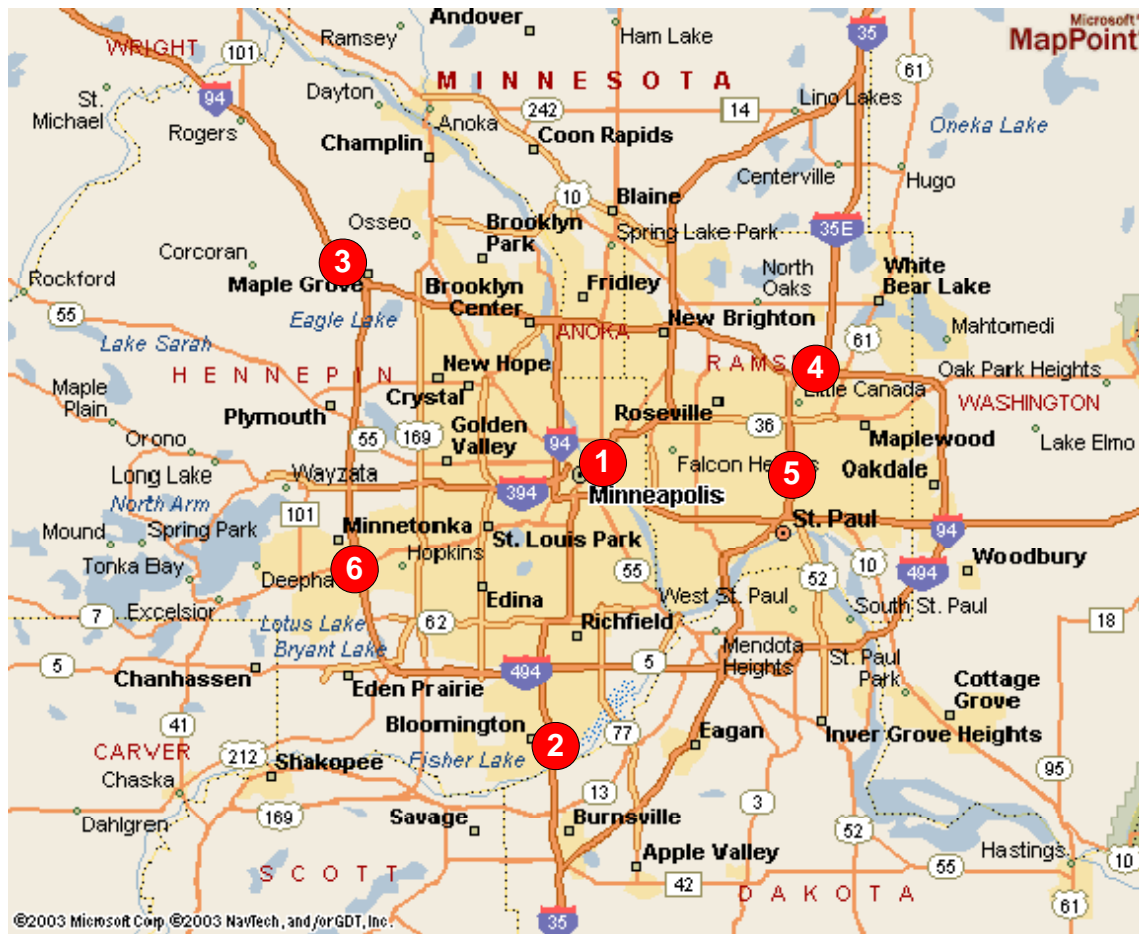 Microsoft®
MapPoint®
Andover
Ramsey
Ham Lake
35
WRIGHT
101
61
MINNESOTA
St.
Michael
94
Dayton
242
14
Lino Lakes
Rogers
Anoka
Coon Rapids
Oneka Lake
Champlin
Centerville
Hugo
10
Blaine
Osseo
Brooklyn
Park
Spring Lake Park
35E
Corcoran
3
Rockford
Maple Grove
Brooklyn
Center
Fridley
North
Oaks
White
Bear Lake
55
Eagle Lake
ANOKA
New Brighton
Mahtomedi
Lake Sarah
61
HENNEPIN
New Hope
RAMS
4
Oak Park Heights
Maple
Plain
Crystal
Little Canada
WASHINGTON
Plymouth
Roseville
36
Maplewood
Lake Elmo
Orono
55
169
Golden
Valley
94
Long Lake
Wayzata
1
Falcon Heights
5
Oakdale
394
Minneapolis
North Arm
101
Mound
Spring Park
Minnetonka
St. Louis Park
St. Paul
94
Tonka Bay
Deepha
6
Hopkins
55
52
10
494
Woodbury
Excelsior
Edina
West St. Paul
South St. Paul
7
Lotus Lake
62
Richfield
18
Bryant Lake
Mendota
Heights
5
Chanhassen
494
5
St. Paul
Park
Eden Prairie
Cottage
Grove
41
Bloomington
2
77
Eagan
Inver Grove Heights
CARVER
212
Shakopee
Fisher Lake
Chaska
95
13
3
Dahlgren
169
Savage
Burnsville
52
Hastings
SCOTT
Apple Valley
55
10
42
DAKOTA
61
35
©2003 Microsoft Corp ©2003 NavTech, and/or GDT, Inc.